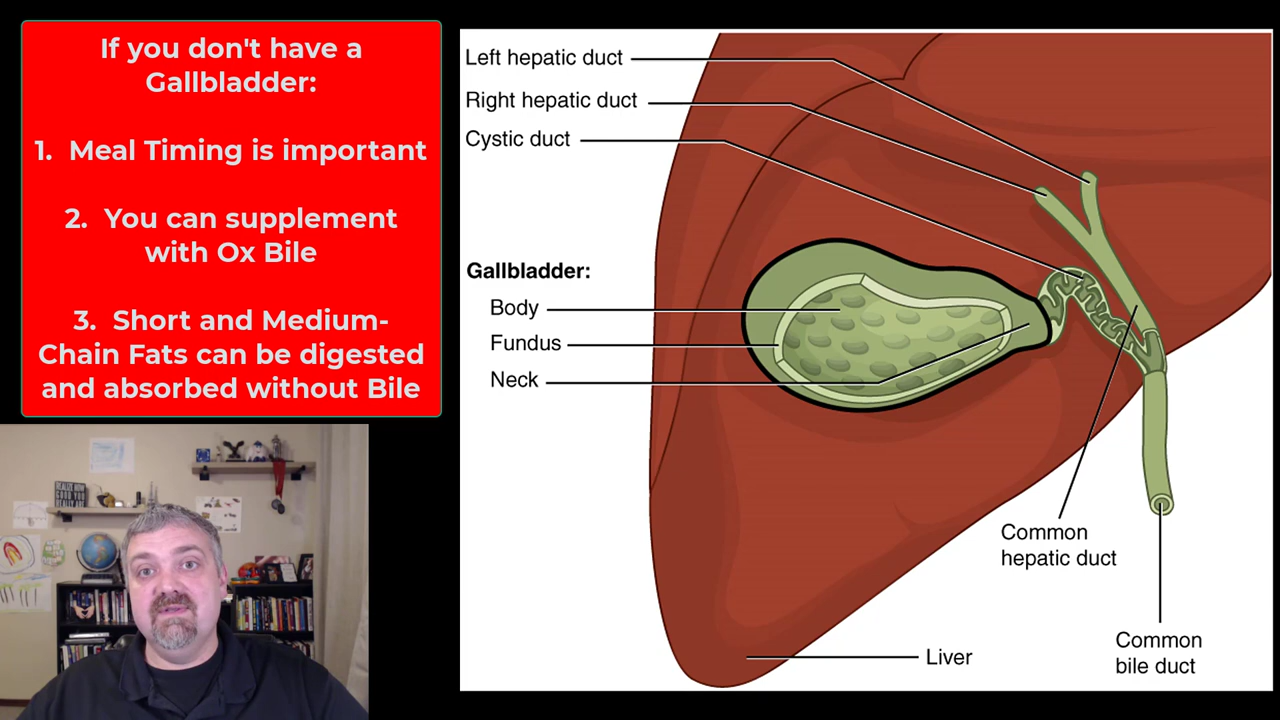 If you don't have a
Gallbladder:
1. Meal Timing is important
2. You can supplement
with Ox Bile
3. Short and Medium-
Chain Fats can be digested
and absorbed without Bile
Left hepatic duct
Right hepatic duct
Cystic duct
Gallbladder:
Body
Fundus
Neck
Common
hepatic duct
Common
bile duct
Liver